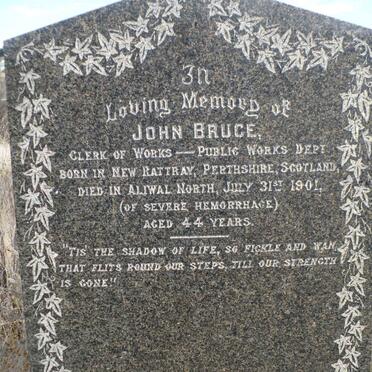 In
Loving Memory of
JOHN BRUCE,
CLERK OF WORKS — PUBLIC WORKS DEPT
BORN IN NEW RATTRAY, PERTHSHIRE, SCOTLAND,
DIED IN ALIWAL NORTH, JULY 31ST 1901,
(OF SEVERE HEMORRHAGE)
AGED 44 YEARS.
"TIS' THE SHADOW OF LIFE, SO FICKLE AND WAN,
THAT FLITS ROUND OUR STEPS, TILL OUR STRENGTH
IS GONE"